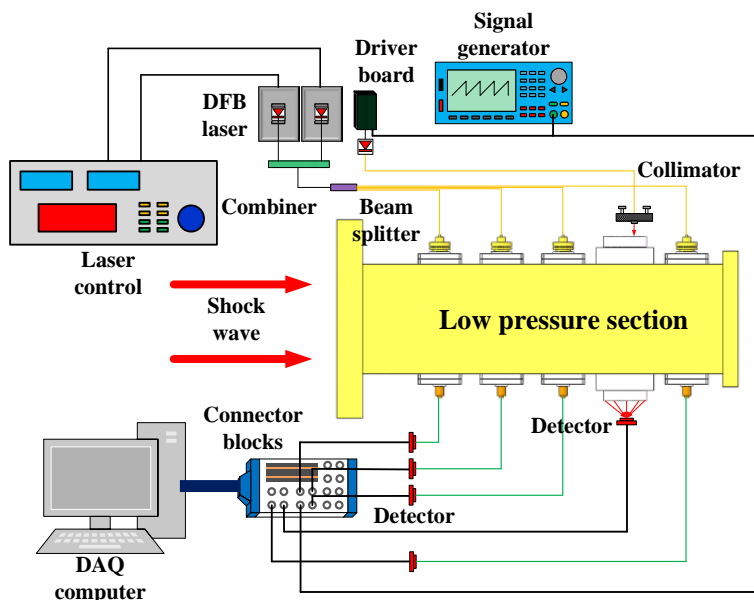 Signal
generator
Driver
board
DFB
laser
Collimator
Combiner
Beam
splitter
Laser
control
Shock
wave
Low pressure section
Connector
blocks
Detector
Detector
DAQ
computer